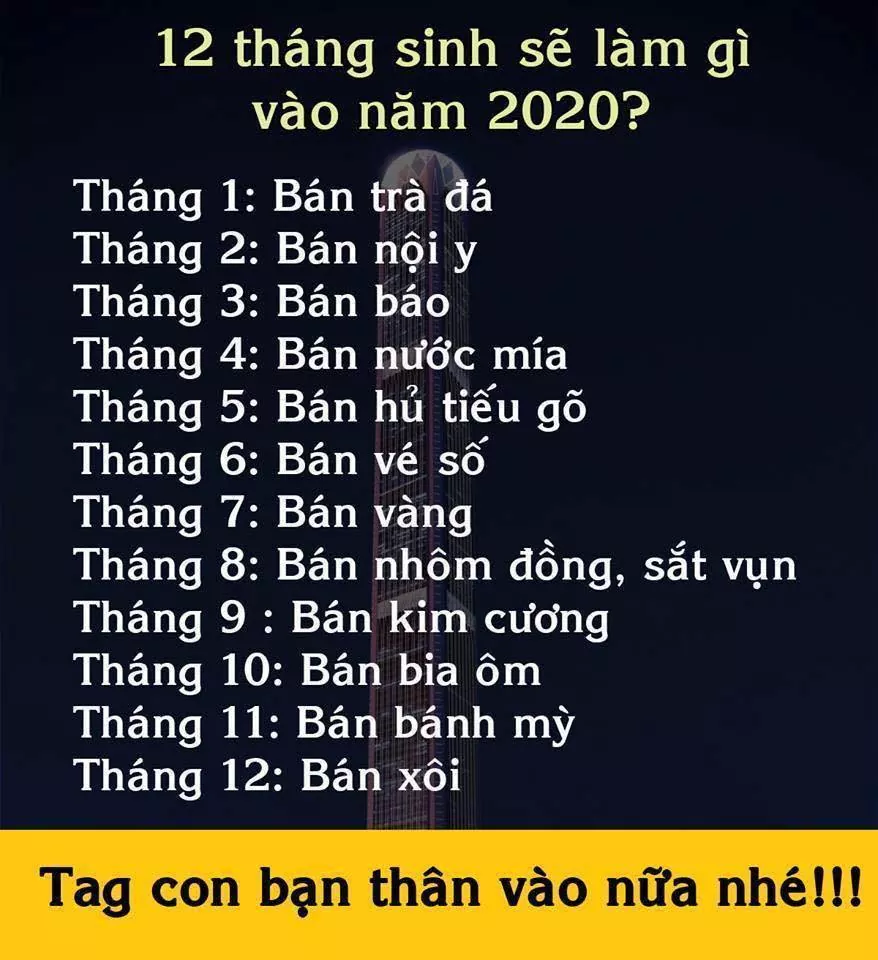 12 tháng sinh sẽ làm gì
vào năm 2020?
Tháng 1: Bán trà đá
Tháng 2: Bán nội y
Tháng 3: Bán báo
Tháng 4: Bán nước mía
Tháng 5: Bán hủ tiếu gõ
Tháng 6: Bán vé số
Tháng 7: Bán vàng
Tháng 8: Bán nhôm đồng, sắt vụn
Tháng 9 : Bán kim cương
Tháng 10: Bán bia ôm
Tháng 11: Bán bánh mỳ
Tháng 12: Bán xôi
Tag con bạn thân vào nữa nhé!!!